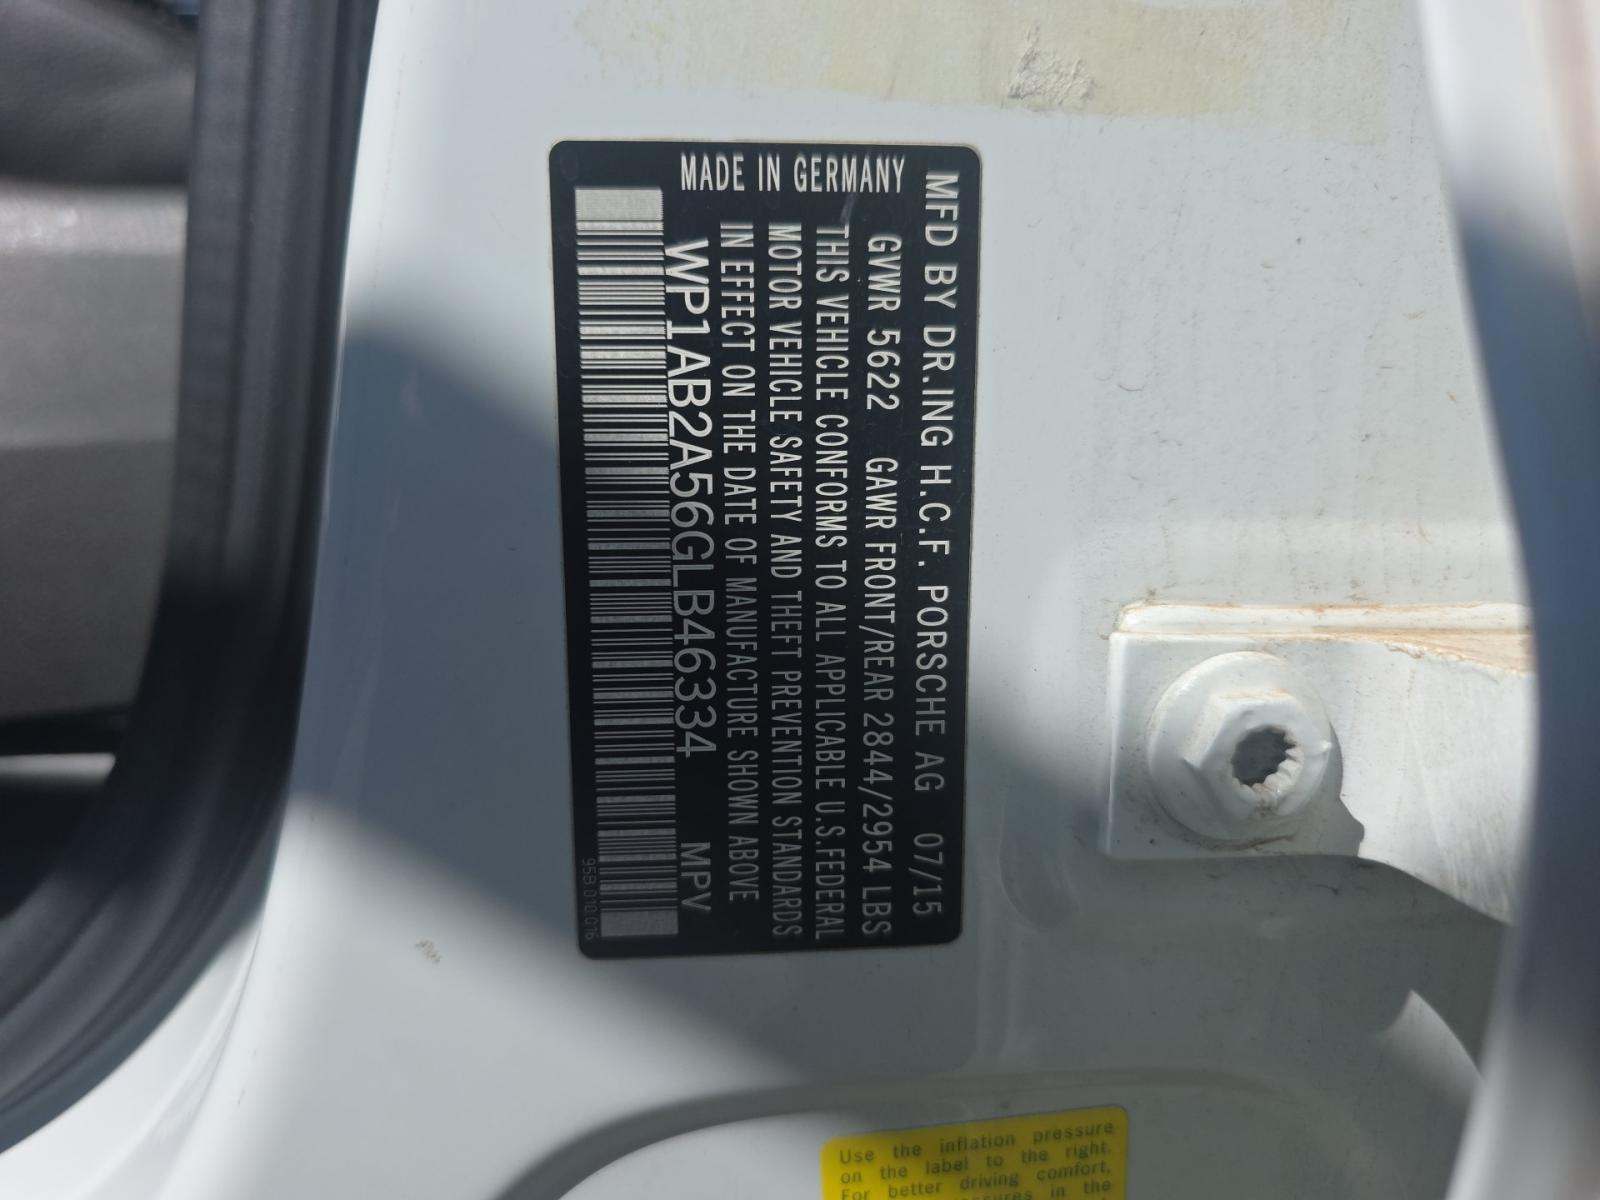 MFD BY DR.ING H.C.F. PORSCHE AG 07/15
GVWR 5622 GAWR FRONT/REAR 2844/2954 LBS
THIS VEHICLE CONFORMS TO ALL APPLICABLE U.S.FEDERAL
MOTOR VEHICLE SAFETY AND THEFT PREVENTION STANDARDS
IN EFFECT ON THE DATE OF MANUFACTURE SHOWN ABOVE
WP1AB2A56GLB46334 MPV
MADE IN GERMANY
Use the inflation pressure
on the label to the right.
For better driving comfort,
in the